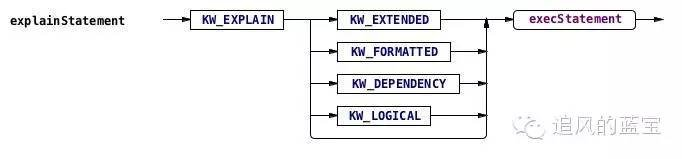 explainStatement KW_EXPLAIN KW_EXTENDED execStatement
KW_FORMATTED
KW_DEPENDENCY
KW_LOGICAL
追风的蓝宝